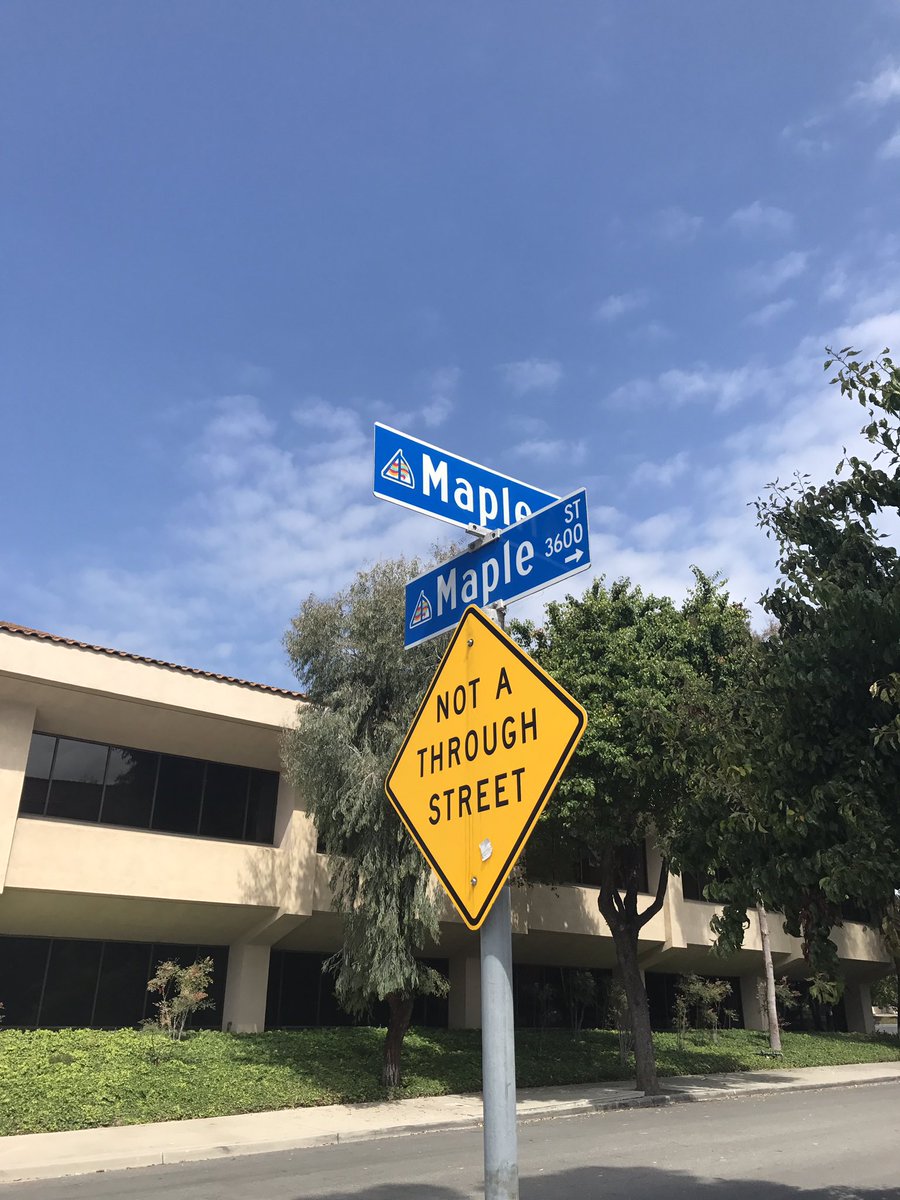 Maple
Maple ST
3600 →
NOT A
THROUGH
STREET